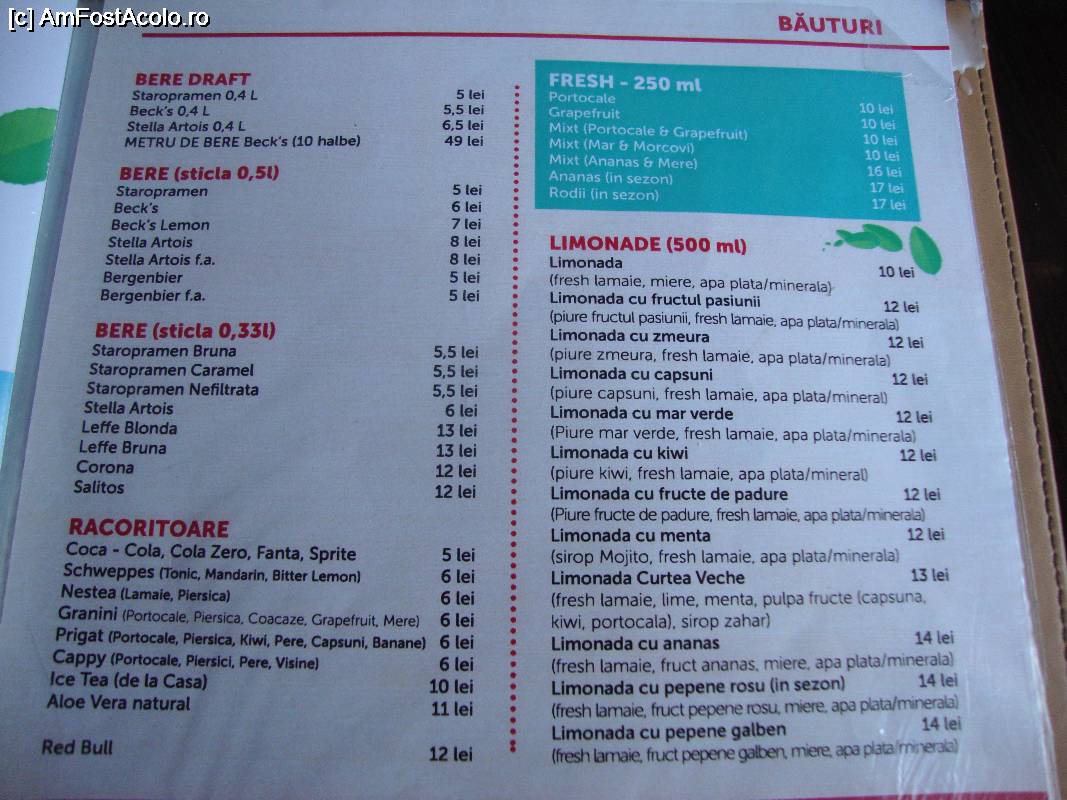 [c] AmFostAcolo.ro
BĂUTURI
BERE DRAFT
Staropramen 0,4 L 5 lei
Beck's 0,4 L 5,5 lei
Stella Artois 0,4 L 6,5 lei
METRU DE BERE Beck's (10 halbe) 49 lei
BERE (sticla 0,5l)
Staropramen 5 lei
Beck's 6 lei
Beck's Lemon 7 lei
Stella Artois 8 lei
Stella Artois f.a. 8 lei
Bergenbier 5 lei
Bergenbier f.a. 5 lei
BERE (sticla 0,33l)
Staropramen Bruna 5,5 lei
Staropramen Caramel 5,5 lei
Staropramen Nefiltrata 5,5 lei
Stella Artois 6 lei
Leffe Blonda 13 lei
Leffe Bruna 13 lei
Corona 12 lei
Salitos 12 lei
RACORITOARE
Coca - Cola, Cola Zero, Fanta, Sprite 5 lei
Schweppes (Tonic, Mandarin, Bitter Lemon) 6 lei
Nestea (Lamaie, Piersica) 6 lei
Granini (Portocale, Piersica, Coacaze, Grapefruit, Mere) 6 lei
Prigat (Portocale, Piersica, Kiwi, Pere, Capsuni, Banane) 6 lei
Cappy (Portocale, Piersici, Pere, Visine) 6 lei
Ice Tea (de la Casa) 10 lei
Aloe Vera natural 11 lei
Red Bull 12 lei
FRESH - 250 ml
Portocale 10 lei
Grapefruit 10 lei
Mixt (Portocale & Grapefruit) 10 lei
Mixt (Mar & Morcovi) 10 lei
Mixt (Ananas & Mere) 16 lei
Ananas (in sezon) 17 lei
Rodii (in sezon) 17 lei
LIMONADE (500 ml)
Limonada 10 lei
(fresh lamaie, miere, apa plata/minerala)
Limonada cu fructul pasiunii 12 lei
(piure fructul pasiunii, fresh lamaie, apa plata/minerala)
Limonada cu zmeura 12 lei
(piure zmeura, fresh lamaie, apa plata/minerala)
Limonada cu capsuni 12 lei
(piure capsuni, fresh lamaie, apa plata/mineral)
Limonada cu mar verde 12 lei
(Piure mar verde, fresh lamaie, apa plata/minerala)
Limonada cu kiwi 12 lei
(piure kiwi, fresh lamaie, apa plata/mineral)
Limonada cu fructe de padure 12 lei
(Piure fructe de padure, fresh lamaie, apa plata/minerala)
Limonada cu menta 12 lei
(sirop Mojito, fresh lamaie, apa plata/minerala)
Limonada Curtea Veche 13 lei
(fresh lamaie, lime, menta, pulpa fructe (capsuna,
kiwi, portocala), sirop zahar)
Limonada cu ananas 14 lei
(fresh lamaie, fruct ananas, miere, apa plata/minerala)
Limonada cu pepene rosu (in sezon) 14 lei
(fresh lamaie, fruct pepene rosu, miere, apa plata/minerala)
Limonada cu pepene galben 14 lei
(fresh lamaie, fruct pepene galben, miere, apa plata/minerala)